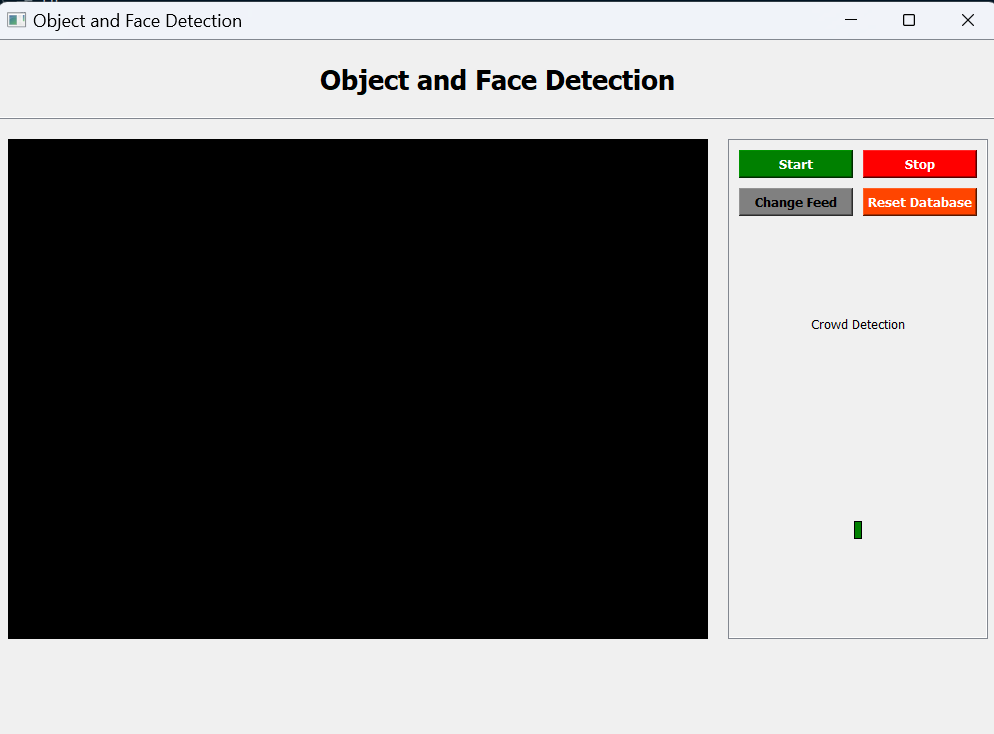 Object and Face Detection
Object and Face Detection
Start
Stop
Change Feed
Reset Database
Crowd Detection